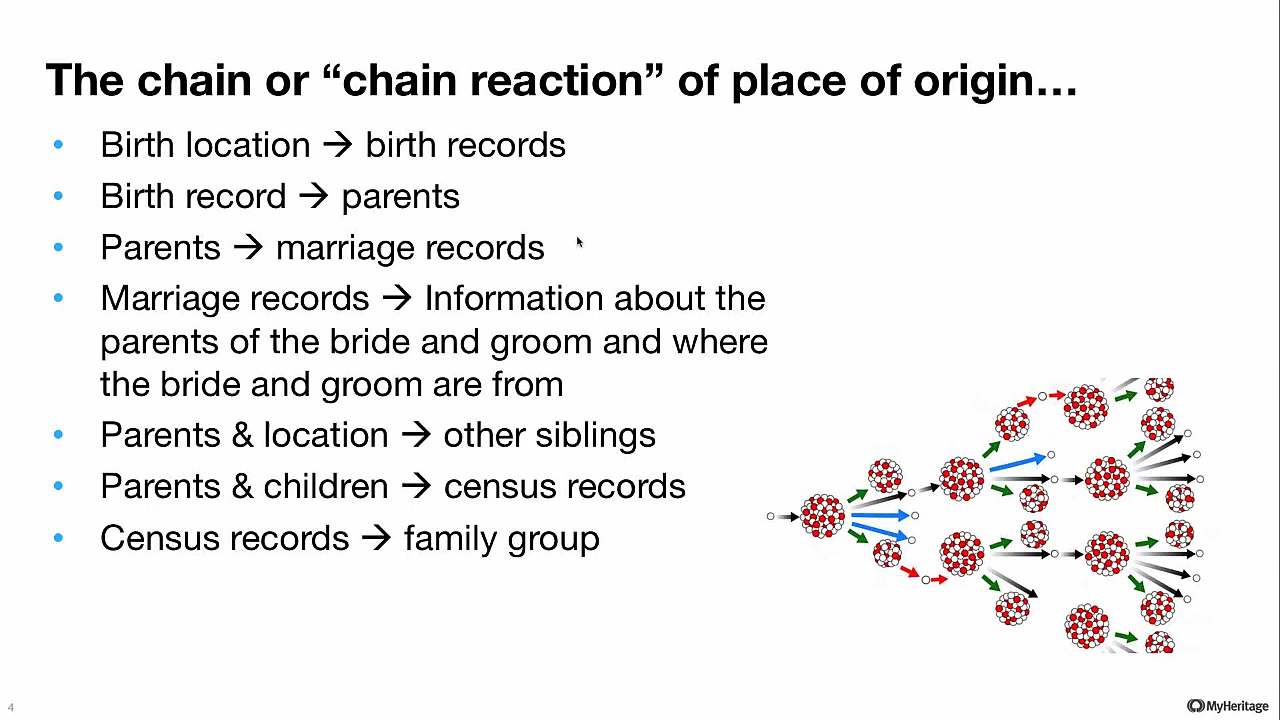 The chain or “chain reaction” of place of origin…
• Birth location → birth records
• Birth record → parents
• Parents → marriage records
• Marriage records → Information about the
parents of the bride and groom and where
the bride and groom are from
• Parents & location → other siblings
• Parents & children → census records
• Census records → family group
4
MyHeritage